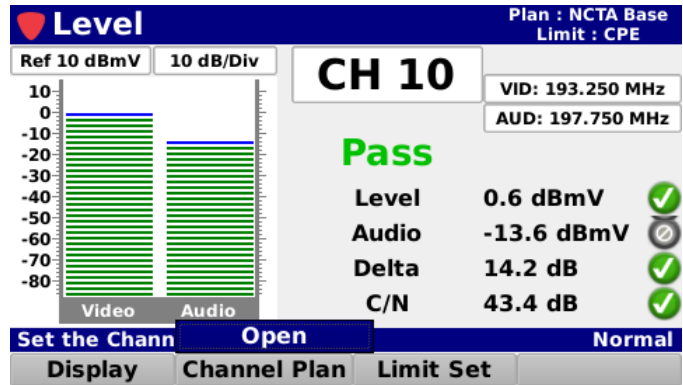 Level
Plan : NCTA Base
Limit : CPE
Ref 10 dBmV
10 dB/Div
CH 10
VID: 193.250 MHz
AUD: 197.750 MHz
10
0
-10
-20
-30
-40
-50
-60
-70
-80
Video
Audio
Pass
Level 0.6 dBmV
Audio -13.6 dBmV
Delta 14.2 dB
C/N 43.4 dB
Set the Chann
Open
Normal
Display
Channel Plan
Limit Set